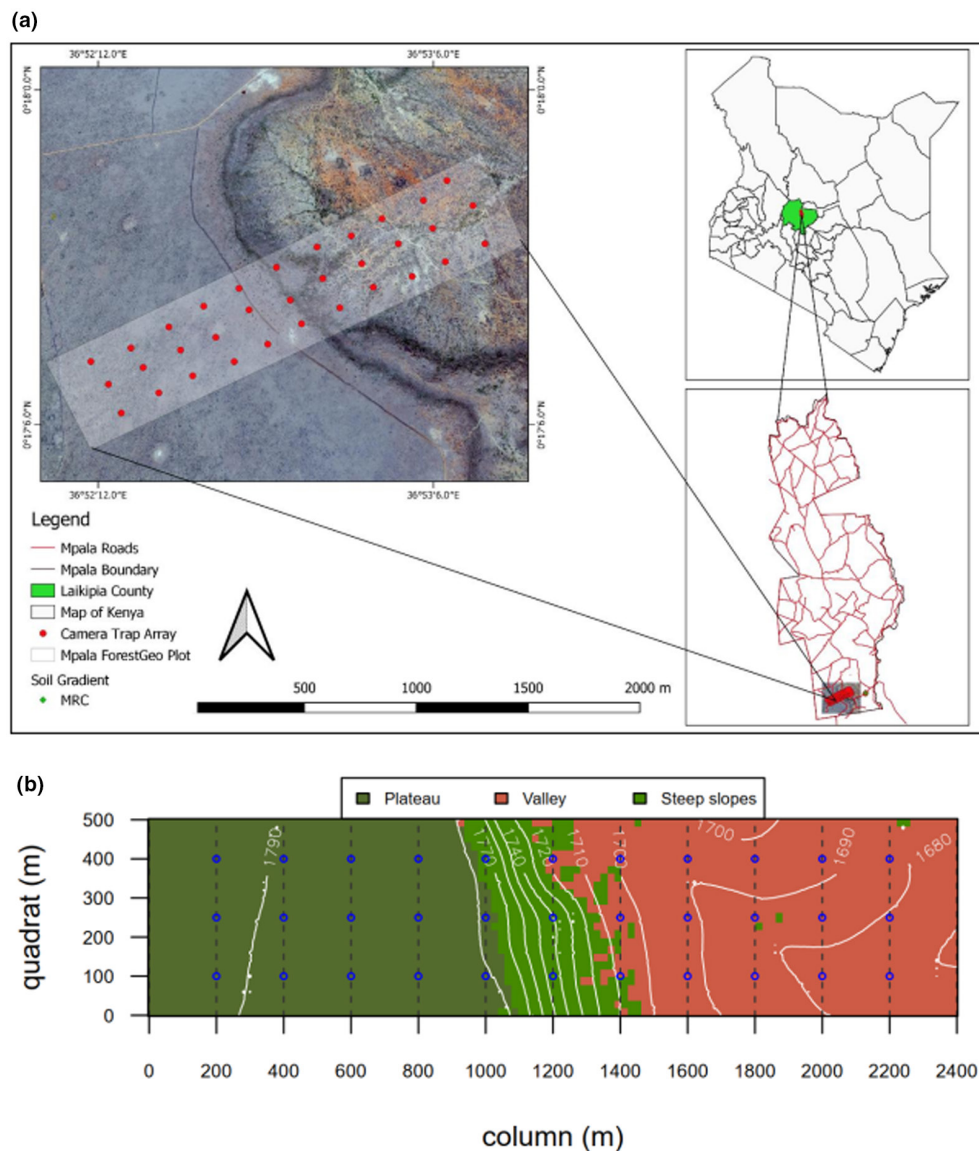 (a)
36°52'12.0"E 36°53'6.0"E
0°18'0.0"N 0°18'0.0"N
0°17'6.0"N 0°17'6.0"N
36°52'12.0"E 36°53'6.0"E
Legend
Mpala Roads
Mpala Boundary
Laikipia County
Map of Kenya
Camera Trap Array
Mpala ForestGeo Plot
Soil Gradient
MRC
500 1000 1500 2000 m
(b)
Plateau Valley Steep slopes
quadrat (m)
500
400
300
200
100
0
1790 1770 1740 1720 1710 1700 1700 1690 1680
0 200 400 600 800 1000 1200 1400 1600 1800 2000 2200 2400
column (m)